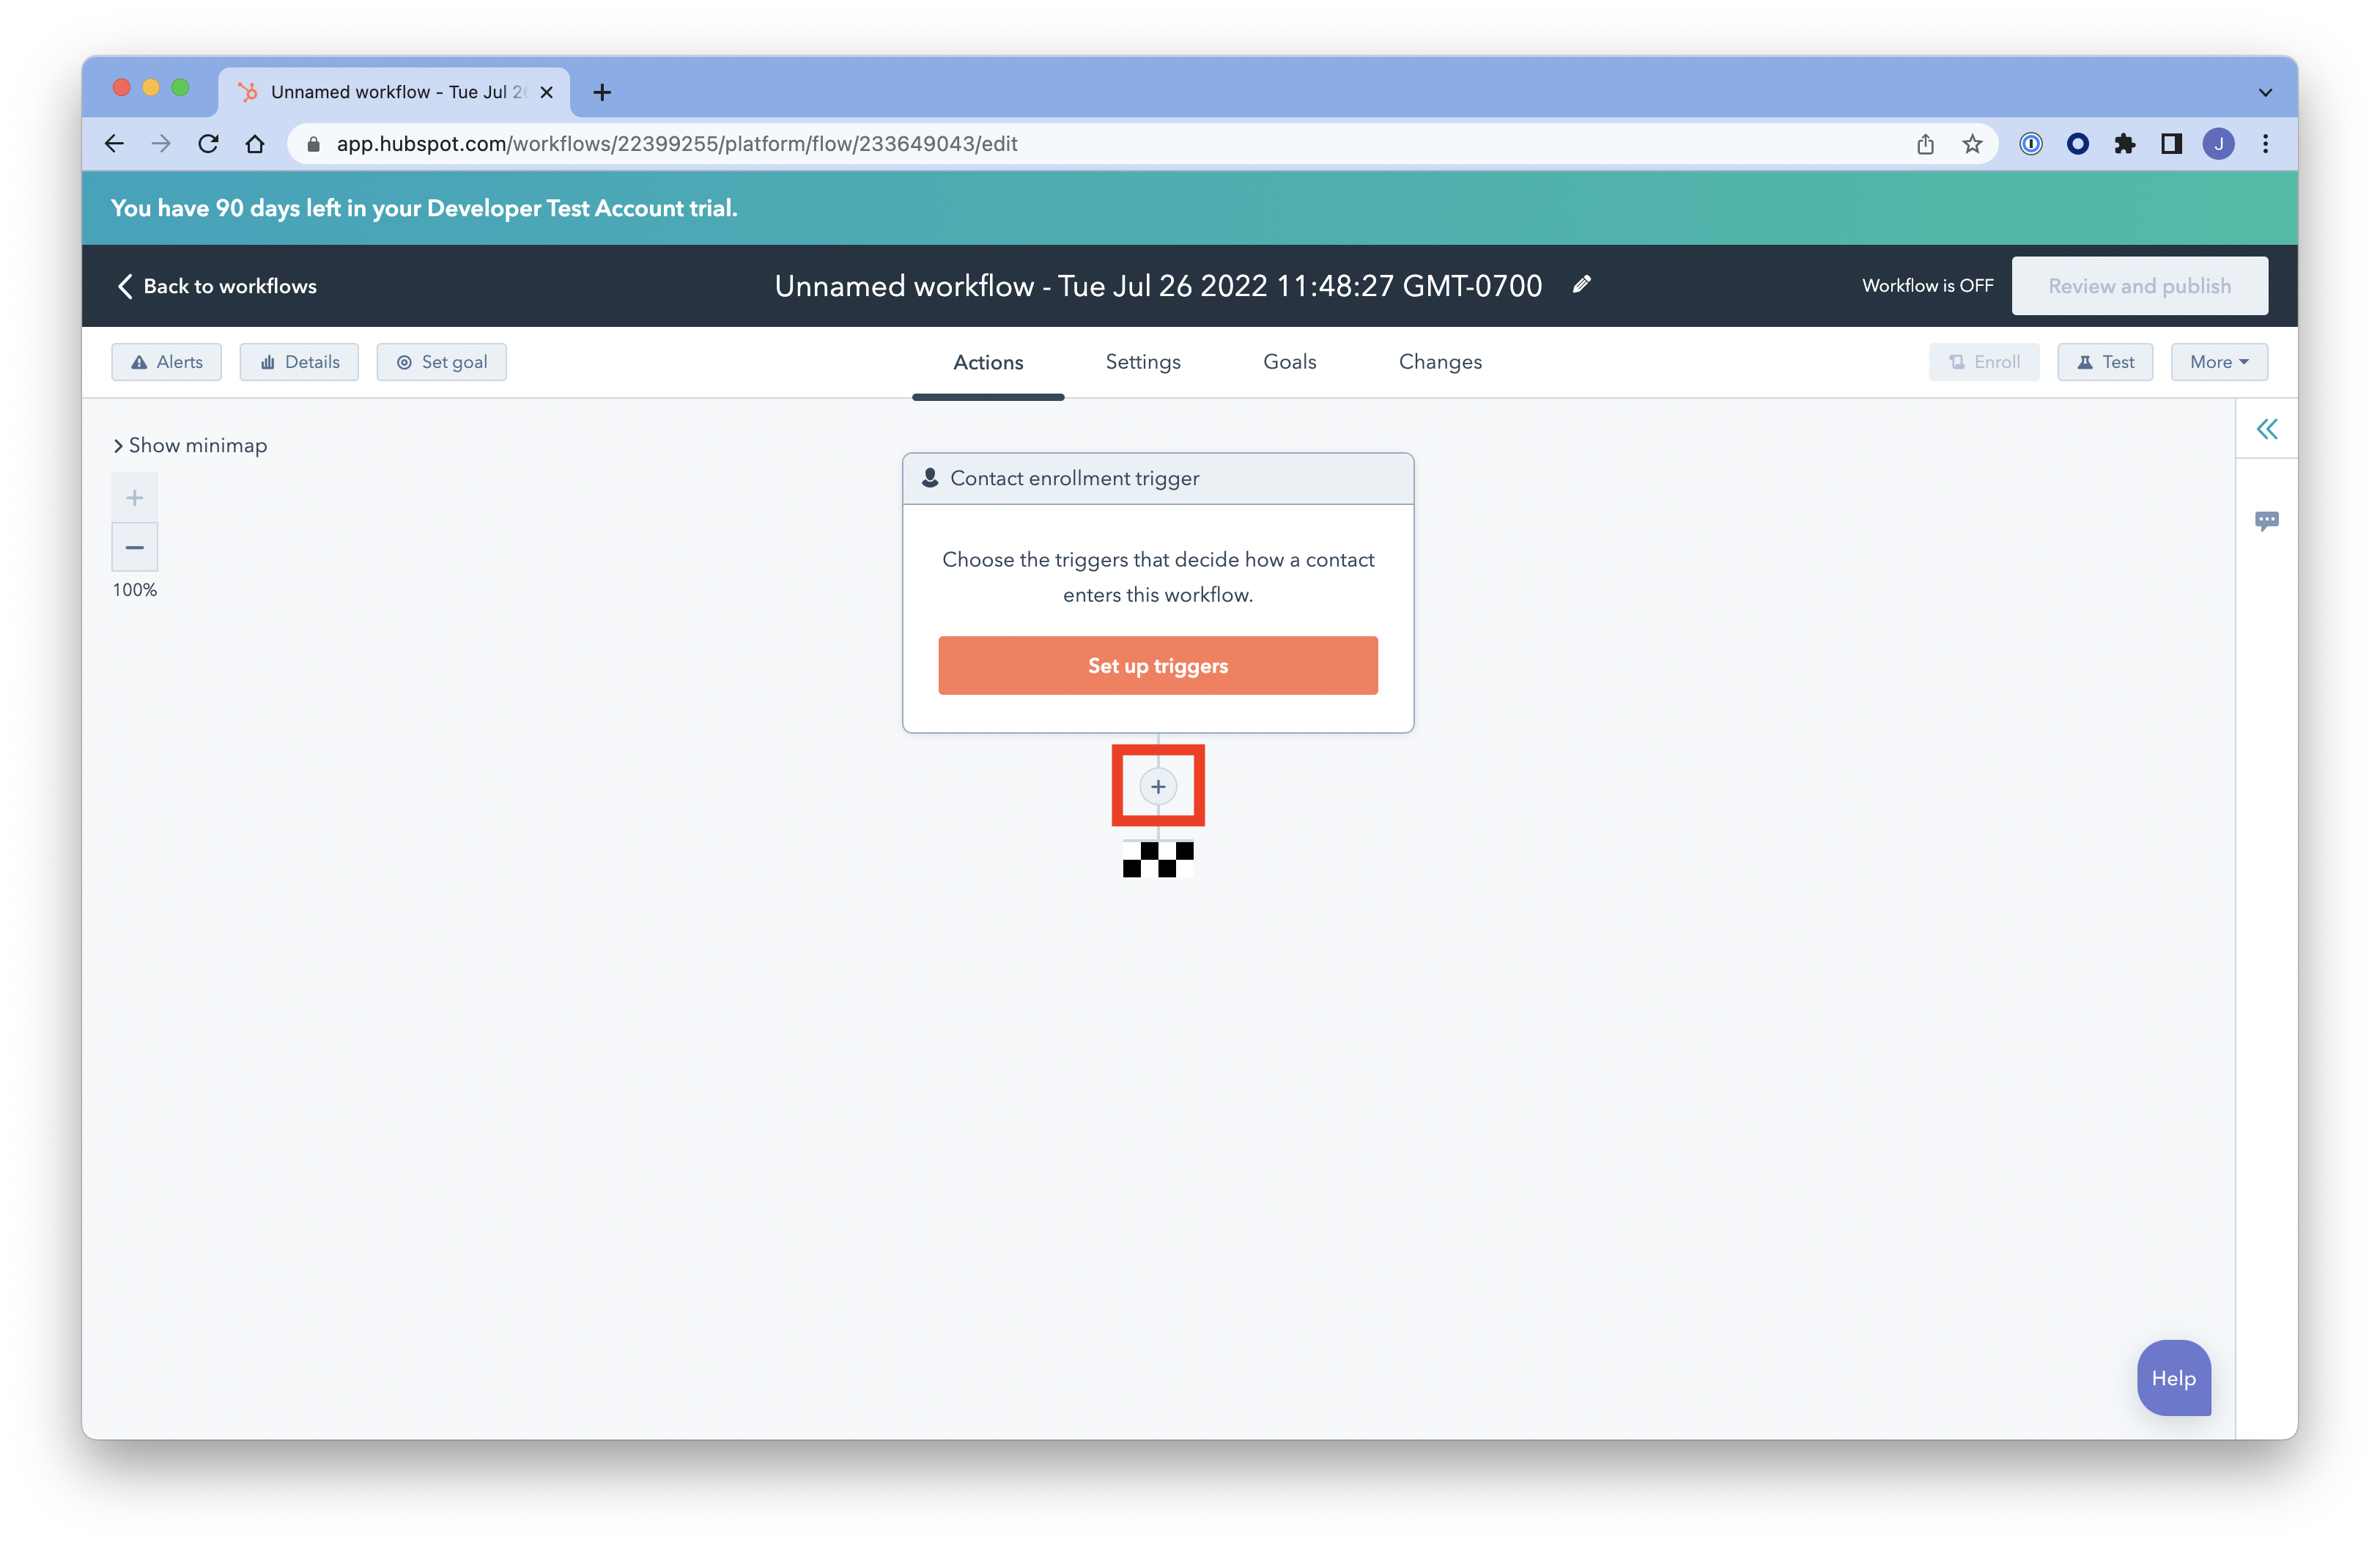 Unnamed workflow - Tue Jul 26
app.hubspot.com/workflows/22399255/platform/flow/233649043/edit
J
You have 90 days left in your Developer Test Account trial.
Back to workflows
Unnamed workflow - Tue Jul 26 2022 11:48:27 GMT-0700
Workflow is OFF
Review and publish
Alerts
Details
Set goal
Actions
Settings
Goals
Changes
Enroll
Test
More
Show minimap
100%
Contact enrollment trigger
Choose the triggers that decide how a contact
enters this workflow.
Set up triggers
Help